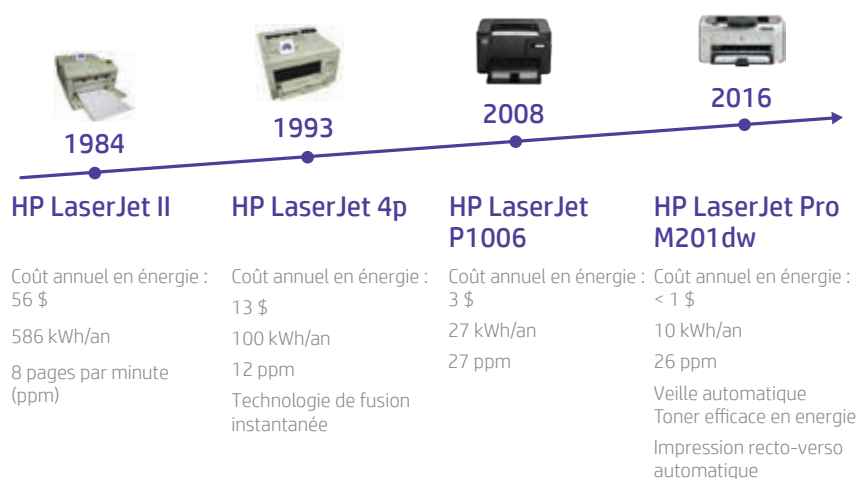 1984
1993
2008
2016
HP LaserJet II
Coût annuel en énergie :
56 $
586 kWh/an
8 pages par minute
(ppm)
HP LaserJet 4p
Coût annuel en énergie :
13 $
100 kWh/an
12 ppm
Technologie de fusion
instantanée
HP LaserJet
P1006
Coût annuel en énergie :
3 $
27 kWh/an
27 ppm
HP LaserJet Pro
M201dw
Coût annuel en énergie :
< 1 $
10 kWh/an
26 ppm
Veille automatique
Toner efficace en energie
Impression recto-verso
automatique